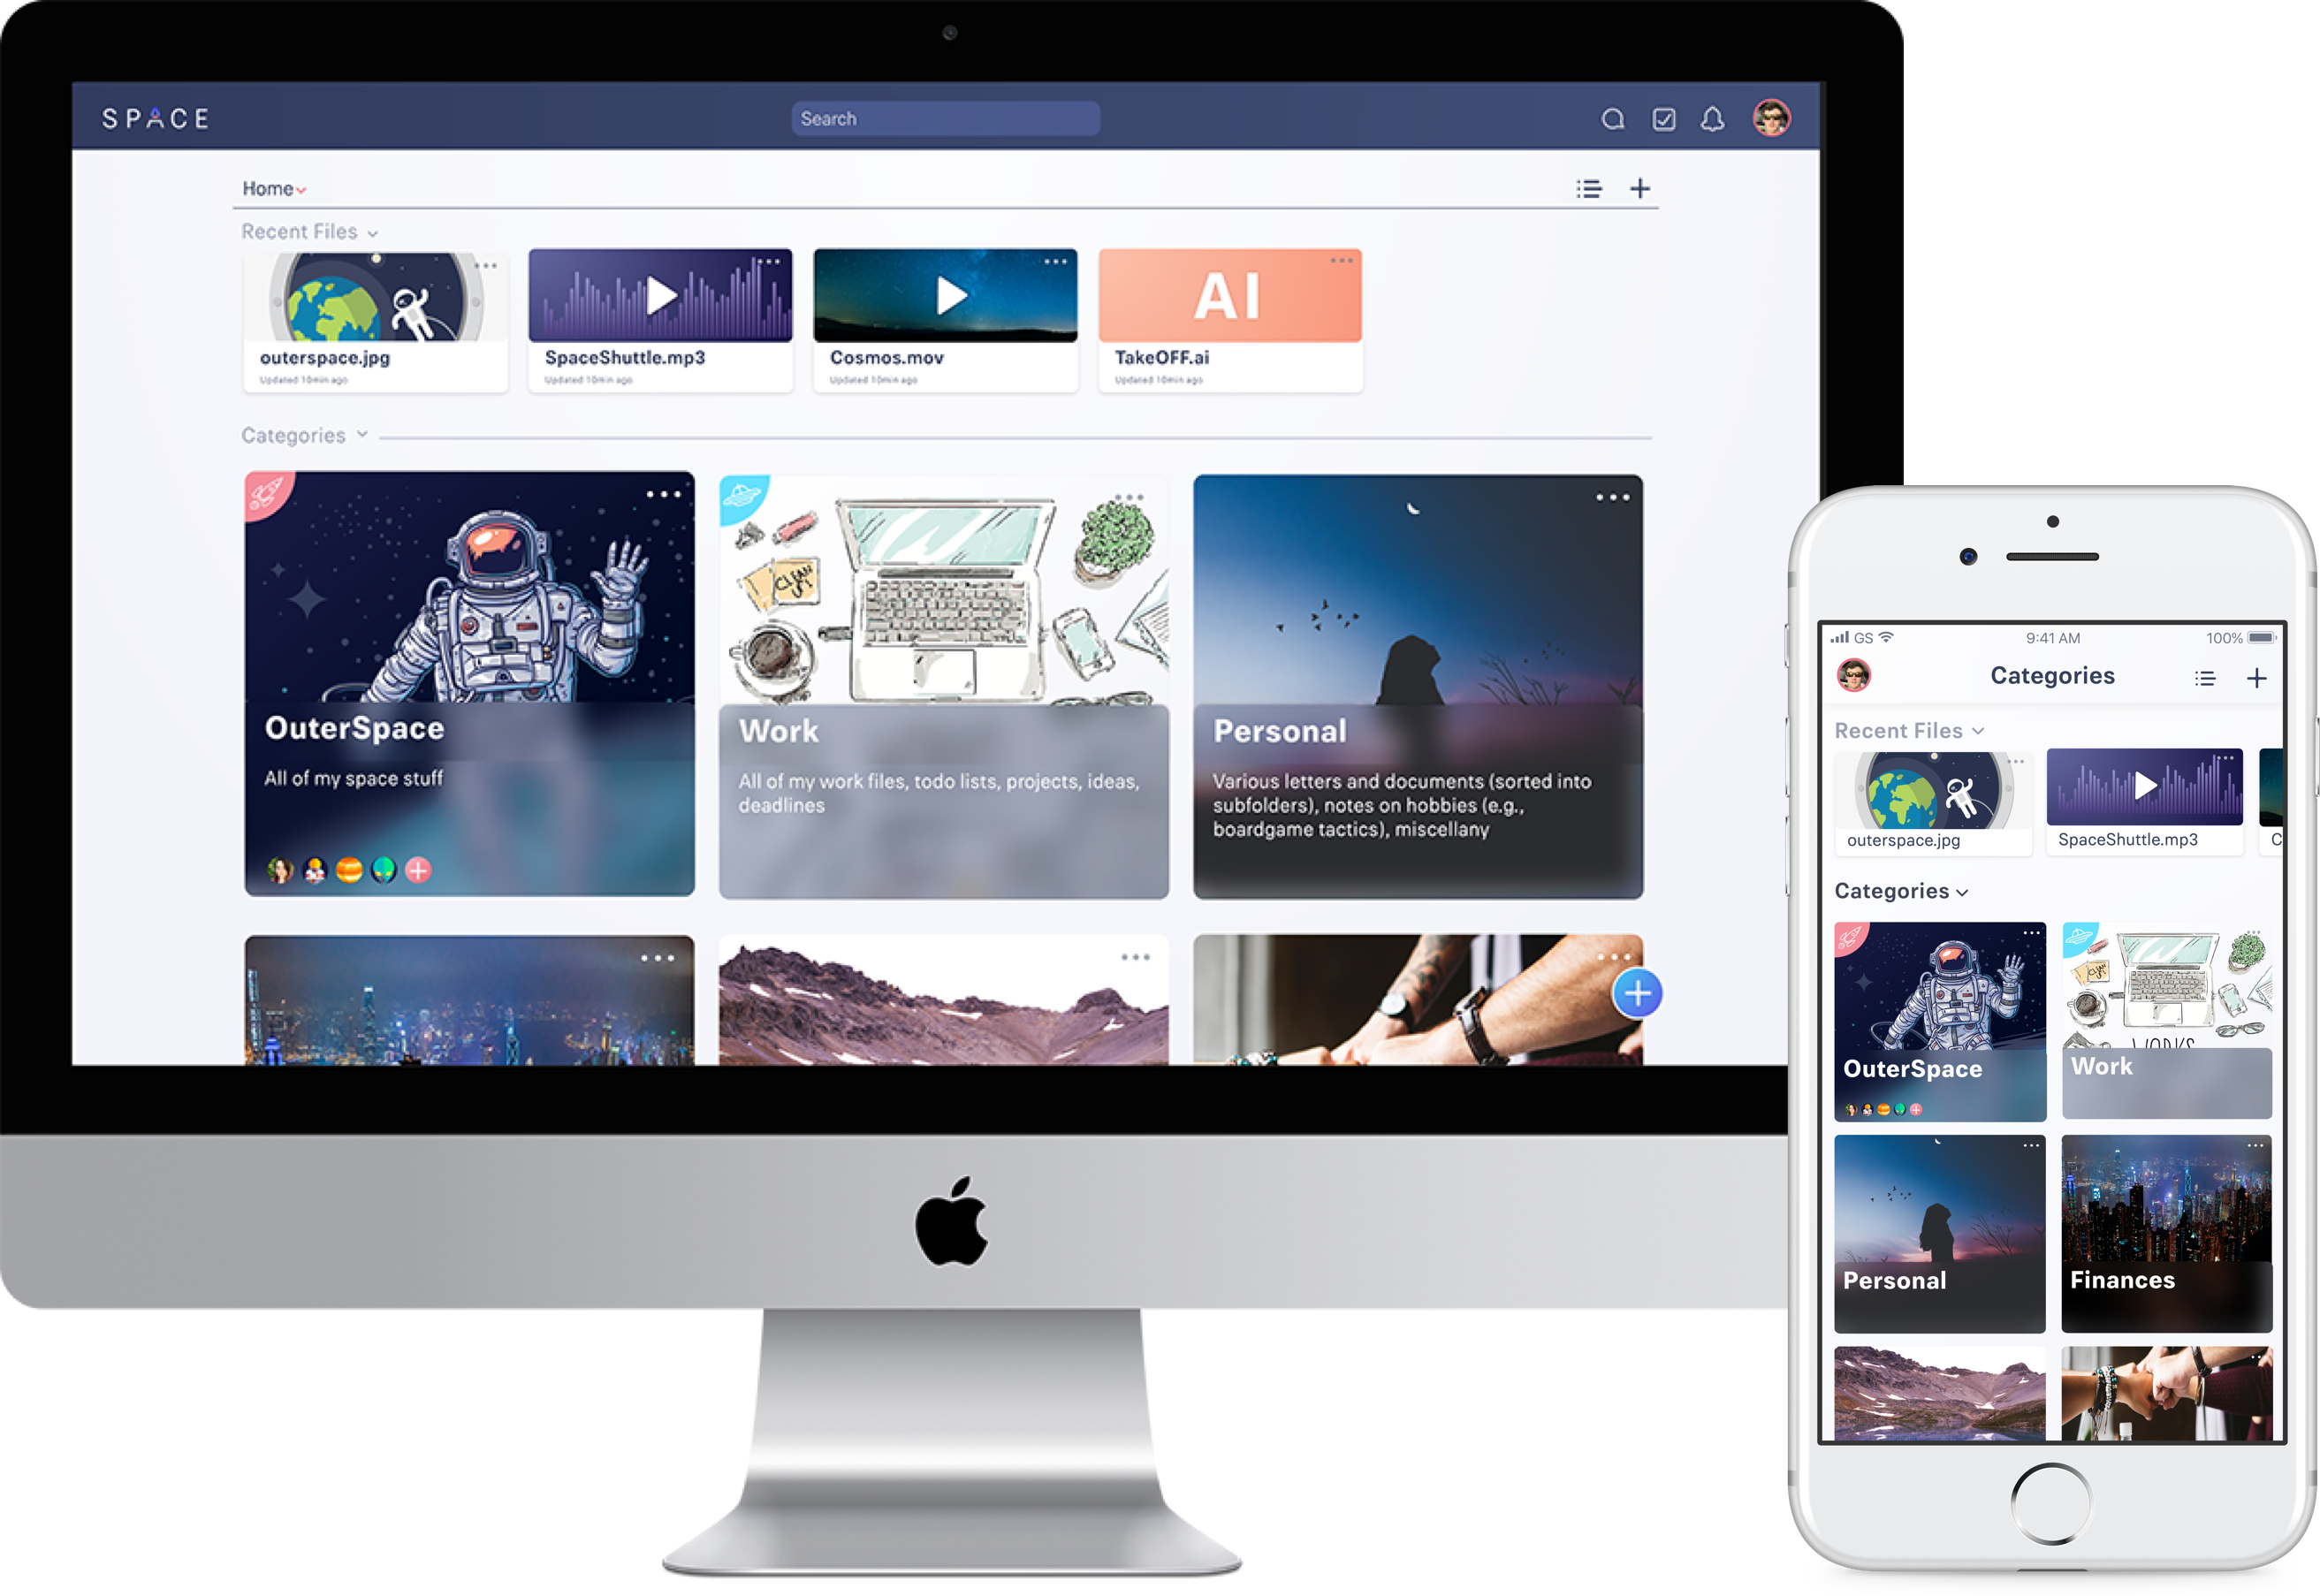 SPACE
Search
Home
Recent Files
AI
outerspace.jpg
Updated 10min ago
SpaceShuttle.mp3
Updated 10min ago
Cosmos.mov
Updated 10min ago
TakeOFF.ai
Updated 10min ago
Categories
CLEAN
OuterSpace
All of my space stuff
Work
All of my work files, todo lists, projects, ideas,
deadlines
Personal
Various letters and documents (sorted into
subfolders), notes on hobbies (e.g.,
boardgame tactics), miscellany
GS
9:41 AM
100%
Categories
Recent Files
outerspace.jpg
SpaceShuttle.mp3
C
Categories
WORKS
OuterSpace
Work
Personal
Finances